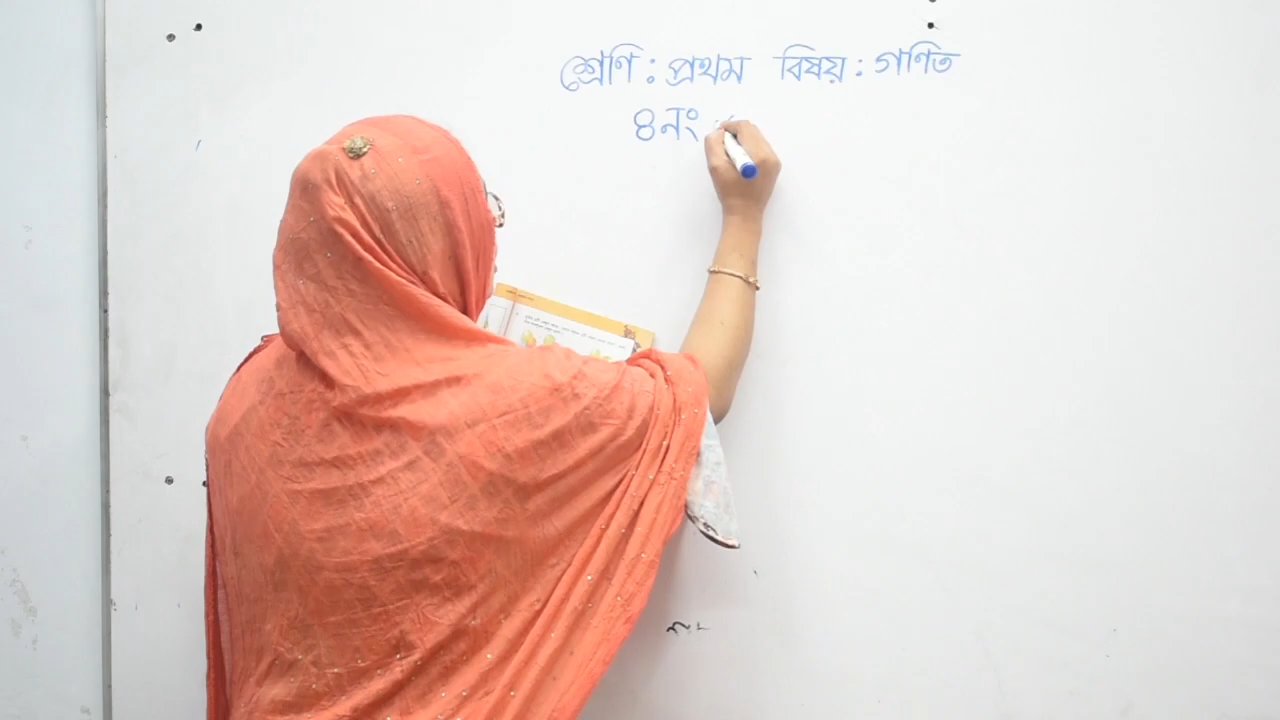 শ্রেণি : প্রথম বিষয় : গণিত
৪নং